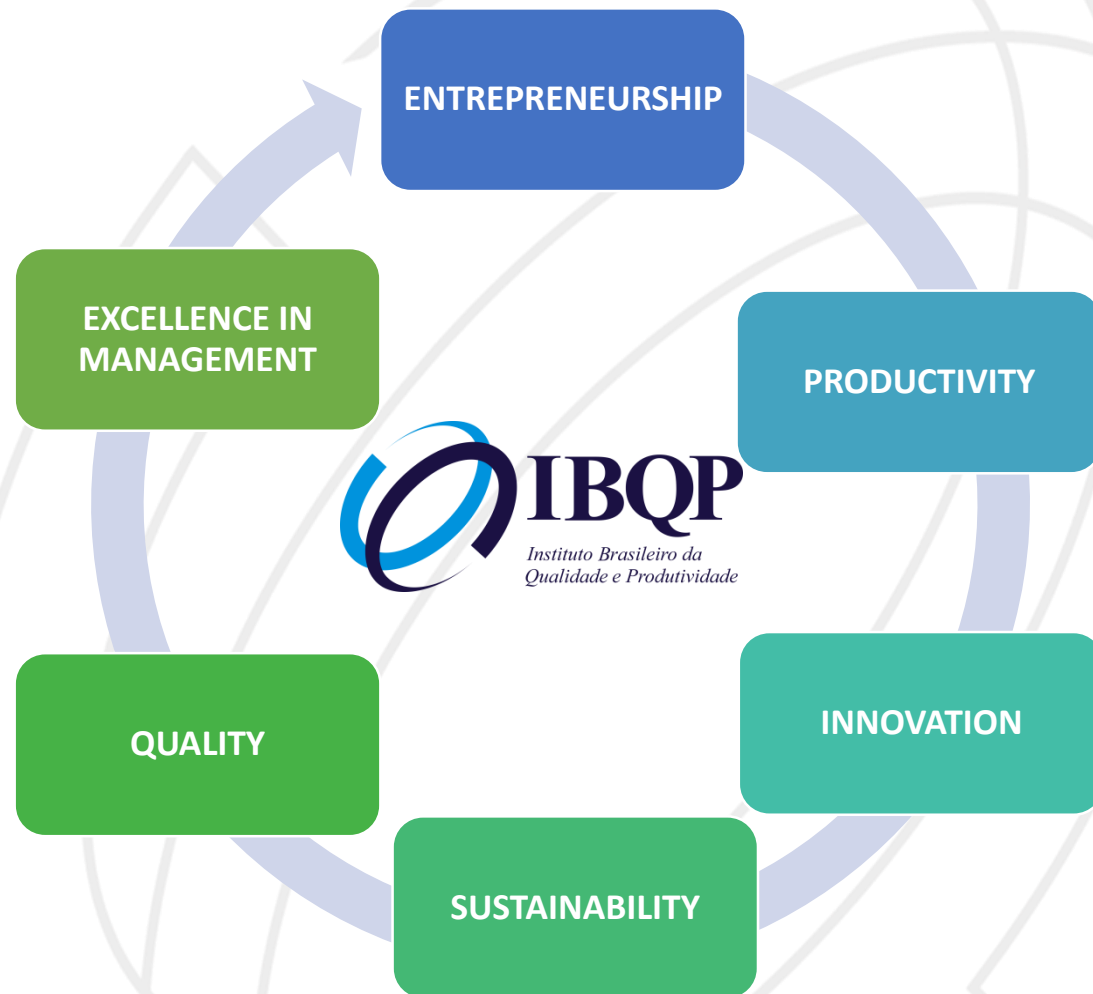 ENTREPRENEURSHIP
EXCELLENCE IN
MANAGEMENT
PRODUCTIVITY
IBQP
Instituto Brasileiro da
Qualidade e Produtividade
INNOVATION
QUALITY
SUSTAINABILITY